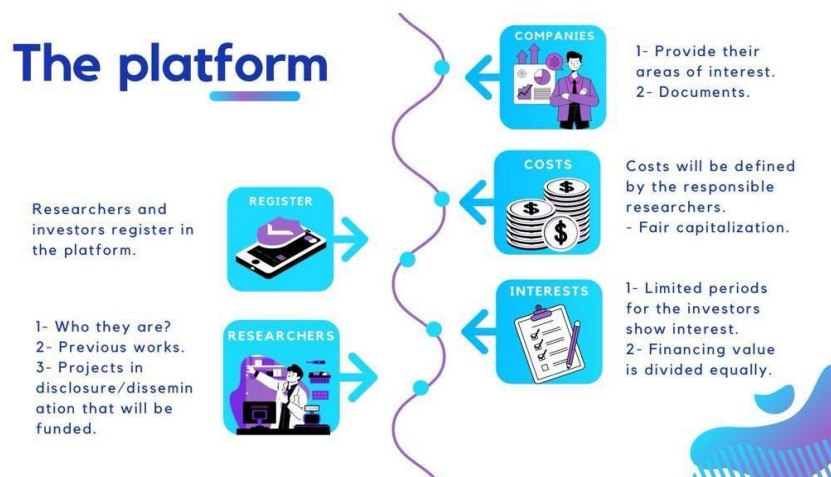 The platform
REGISTER
Researchers and
investors register in
the platform.
RESEARCHERS
1- Who they are?
2- Previous works.
3- Projects in
disclosure/dissemin
ation that will be
funded.
COMPANIES
1- Provide their
areas of interest.
2- Documents.
COSTS
Costs will be defined
by the responsible
researchers.
- Fair capitalization.
INTERESTS
1- Limited periods
for the investors
show interest.
2- Financing value
is divided equally.